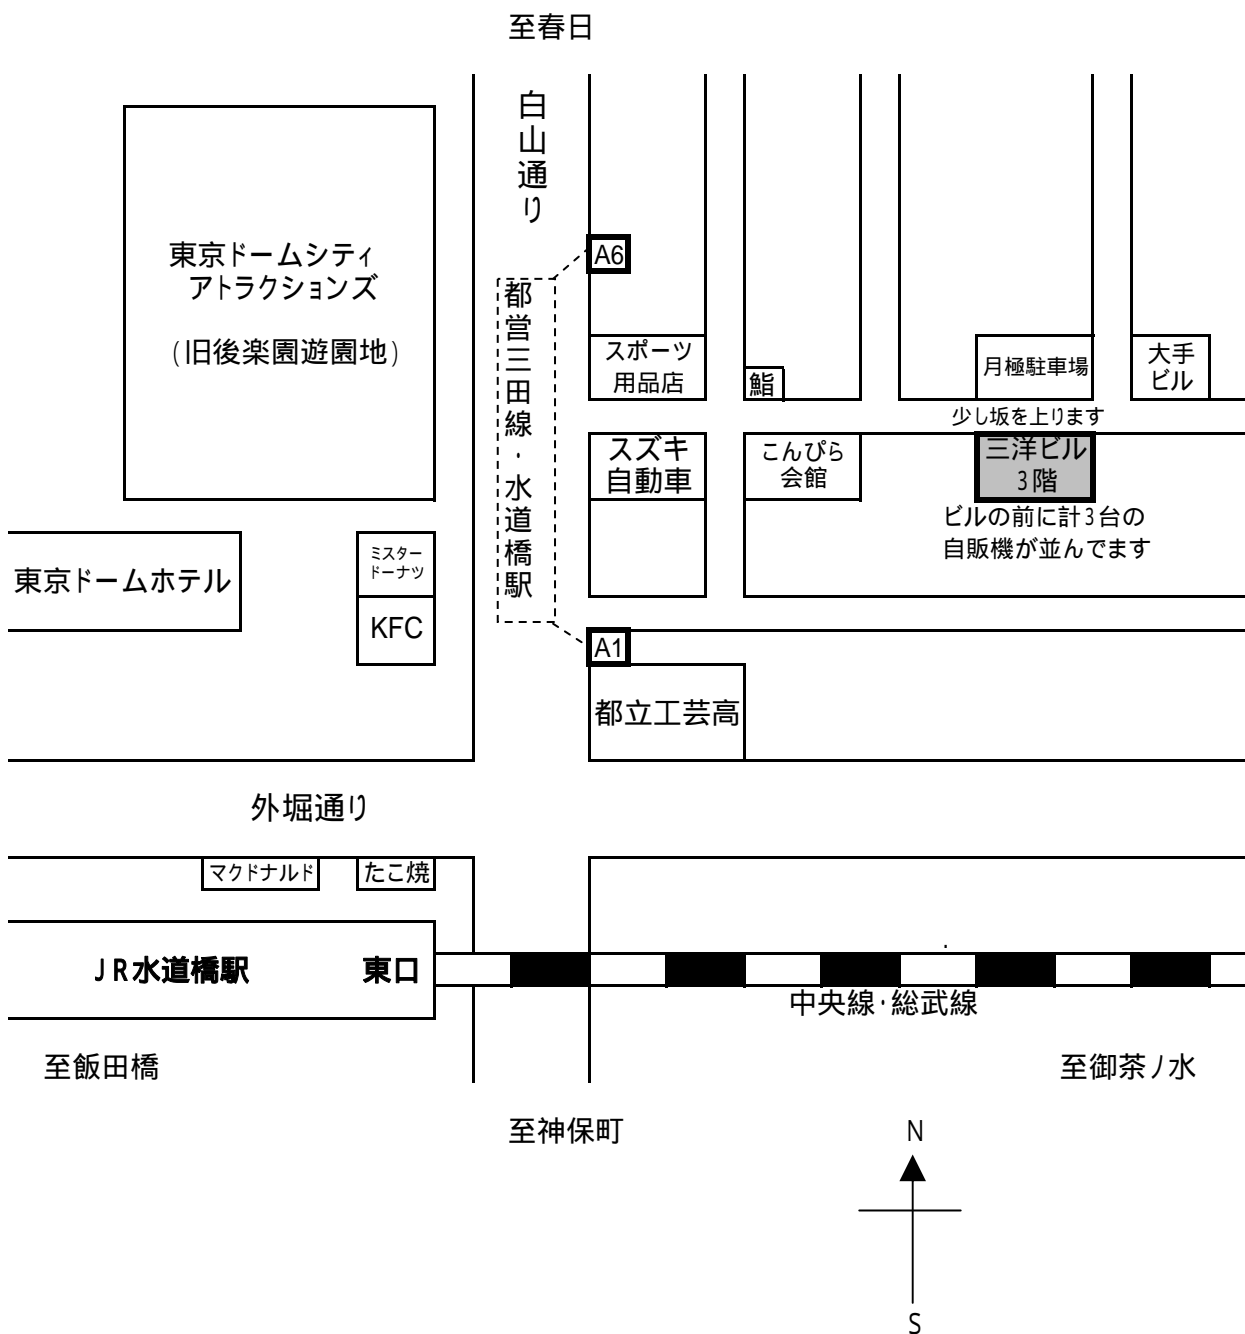 至春日
白山通り
東京ドームシティ
アトラクションズ
(旧後楽園遊園地)
A6
都営三田線・水道橋駅
スポーツ
用品店
鮨
月極駐車場
大手
ビル
少し坂を上ります
スズキ
自動車
こんぴら
会館
三洋ビル
3階
ビルの前に計3台の
自販機が並んでます
東京ドームホテル
ミスター
ドーナツ
KFC
A1
都立工芸高
外堀通り
マクドナルド
たこ焼
JR水道橋駅
東口
中央線・総武線
至飯田橋
至御茶ノ水
至神保町
N
S